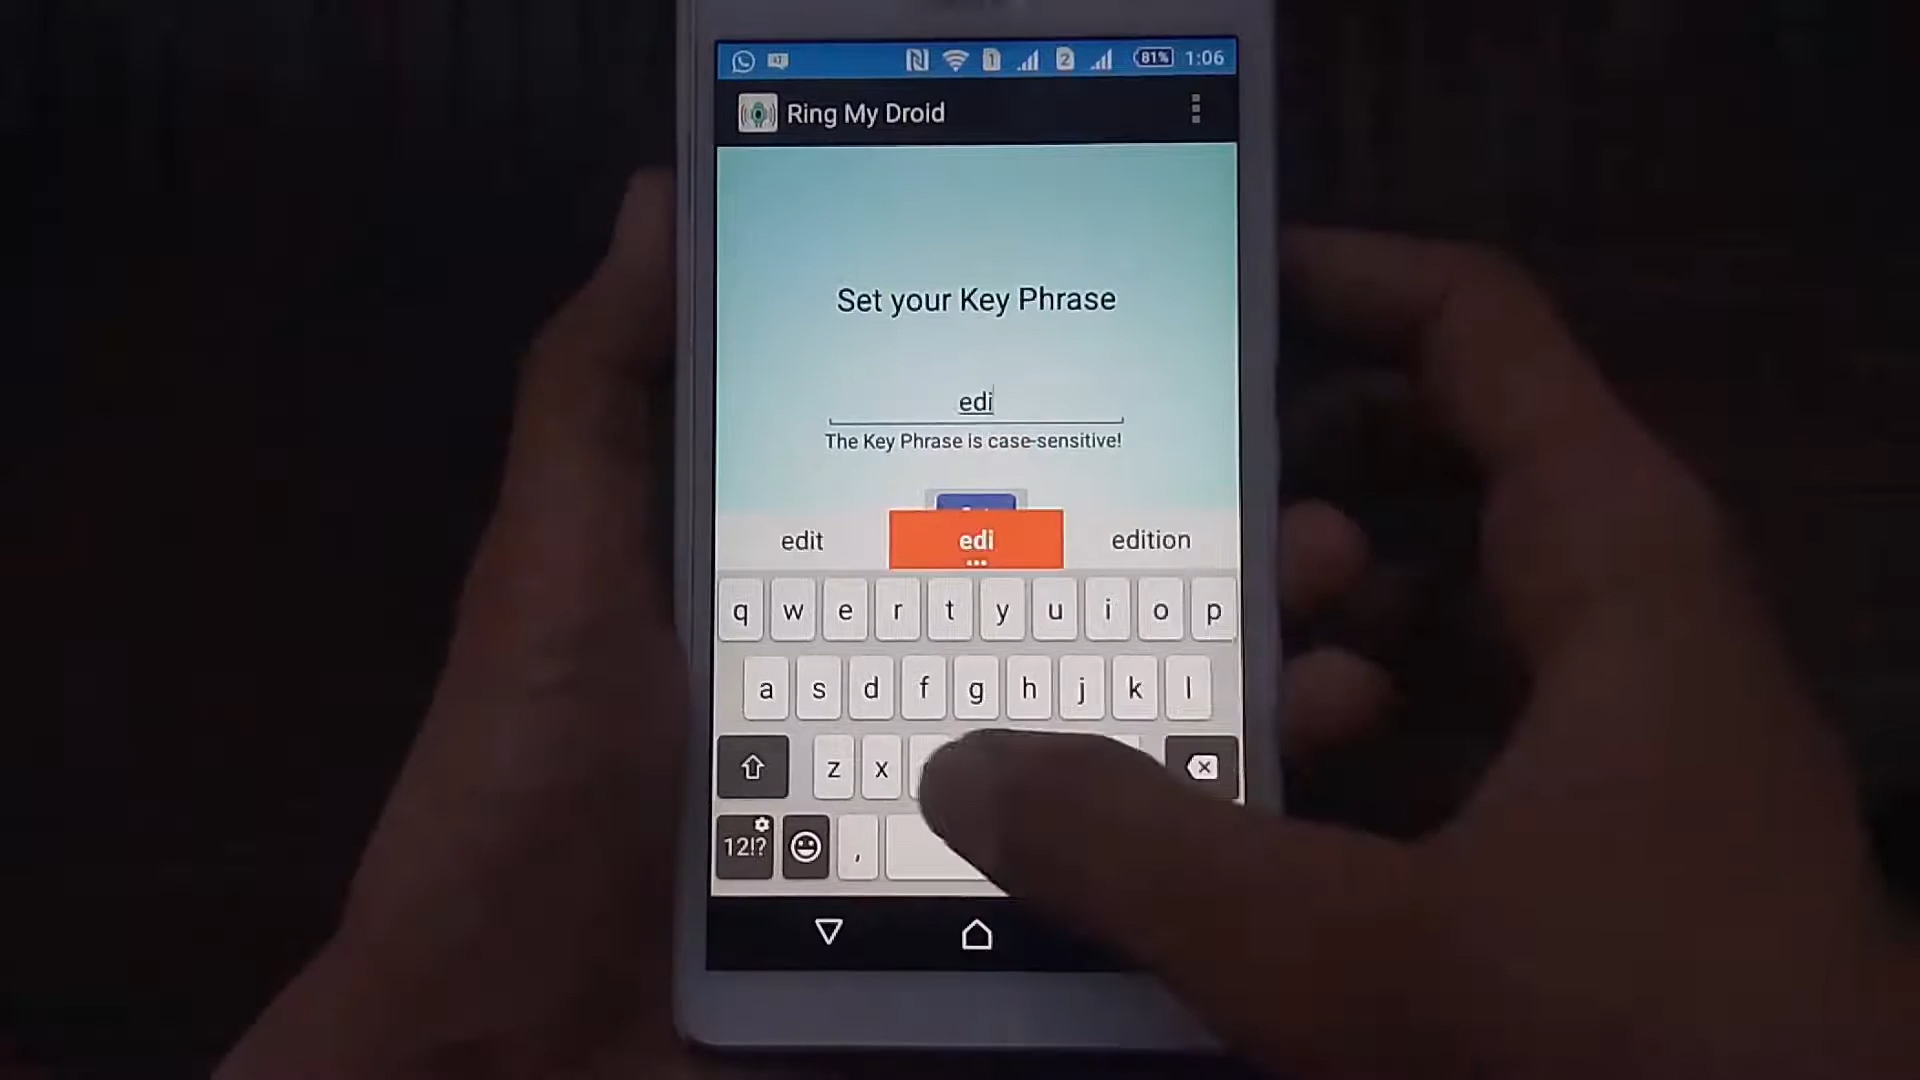 81% 1:06
Ring My Droid
Set your Key Phrase
edi
The Key Phrase is case-sensitive!
edit edi edition
q w e r t y u i o p
a s d f g h j k l
z x
12!? ,